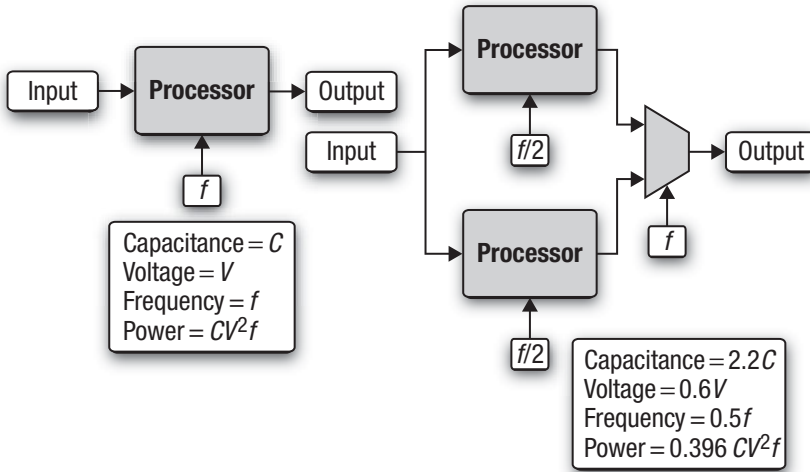 Input
Processor
Output
f
Capacitance = C
Voltage = V
Frequency = f
Power = CV²f
Input
Processor
f/2
Processor
f/2
f
Output
Capacitance = 2.2C
Voltage = 0.6V
Frequency = 0.5f
Power = 0.396 CV²f